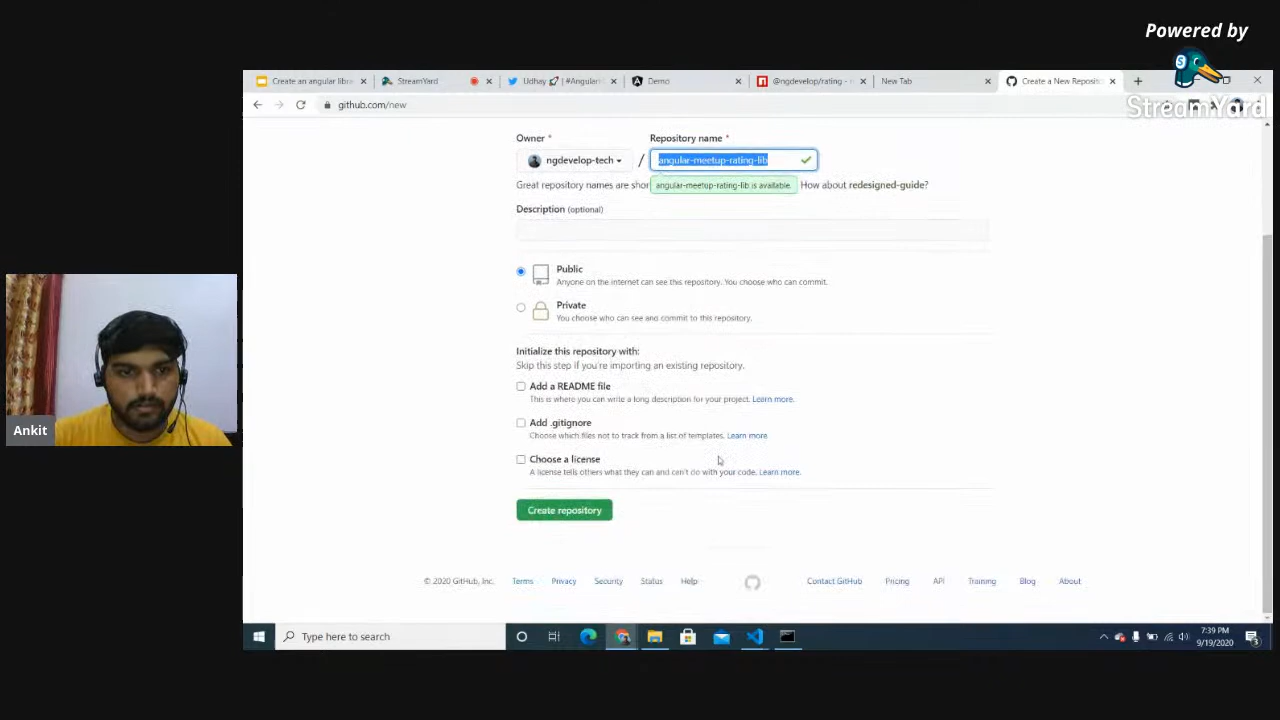 Powered by
StreamYard
Create an angular libra
StreamYard
Udhay 🚀 | #Angular
Demo
@ngdevelop/rating - n
New Tab
Create a New Reposito
github.com/new
Owner *
Repository name *
ngdevelop-tech
/
angular-meetup-rating-lib
Great repository names are shor
angular-meetup-rating-lib is available.
How about redesigned-guide?
Description (optional)
Public
Anyone on the internet can see this repository. You choose who can commit.
Private
You choose who can see and commit to this repository.
Initialize this repository with:
Skip this step if you're importing an existing repository.
Add a README file
This is where you can write a long description for your project. Learn more.
Add .gitignore
Choose which files not to track from a list of templates. Learn more
Choose a license
A license tells others what they can and can't do with your code. Learn more.
Create repository
© 2020 GitHub, Inc.
Terms
Privacy
Security
Status
Help
Contact GitHub
Pricing
API
Training
Blog
About
Ankit
Type here to search
7:39 PM
9/19/2020
3